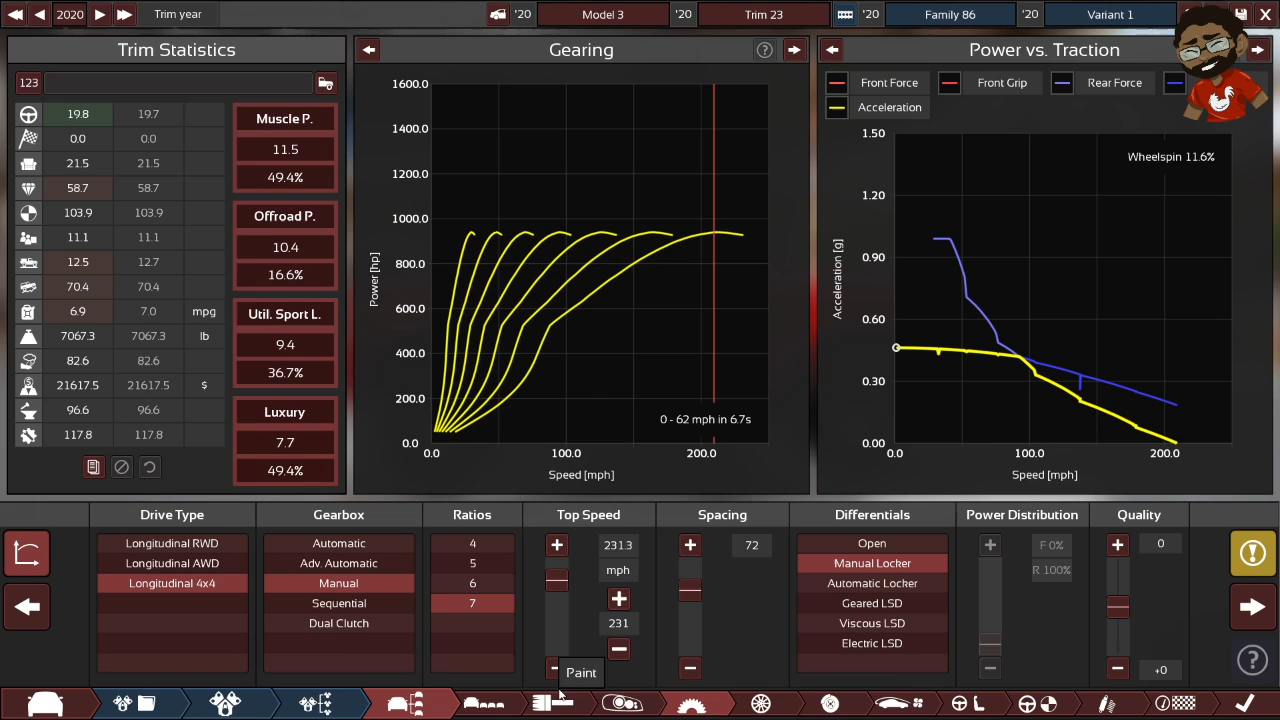 2020
Trim year
'20
Model 3
'20
Trim 23
'20
Family 86
'20
Variant 1
Trim Statistics
123
19.8 19.7
0.0 0.0
21.5 21.5
58.7 58.7
103.9 103.9
11.1 11.1
12.5 12.7
70.4 70.4
6.9 7.0 mpg
7067.3 7067.3 lb
82.6 82.6
21617.5 21617.5 $
96.6 96.6
117.8 117.8
Muscle P.
11.5
49.4%
Offroad P.
10.4
16.6%
Util. Sport L.
9.4
36.7%
Luxury
7.7
49.4%
Gearing
?
1600.0
1400.0
1200.0
1000.0
800.0
600.0
400.0
200.0
0.0
Power [hp]
0.0 100.0 200.0
Speed [mph]
0 - 62 mph in 6.7s
Power vs. Traction
Front Force
Front Grip
Rear Force
Acceleration
Wheelspin 11.6%
1.50
1.20
0.90
0.60
0.30
0.00
Acceleration [g]
0.0 100.0 200.0
Speed [mph]
Drive Type
Longitudinal RWD
Longitudinal AWD
Longitudinal 4x4
Gearbox
Automatic
Adv. Automatic
Manual
Sequential
Dual Clutch
Ratios
4
5
6
7
Top Speed
+
231.3
mph
+
231
Paint
Spacing
+
72
Differentials
Open
Manual Locker
Automatic Locker
Geared LSD
Viscous LSD
Electric LSD
Power Distribution
+
F 0%
R 100%
Quality
+
0
+0
!
?